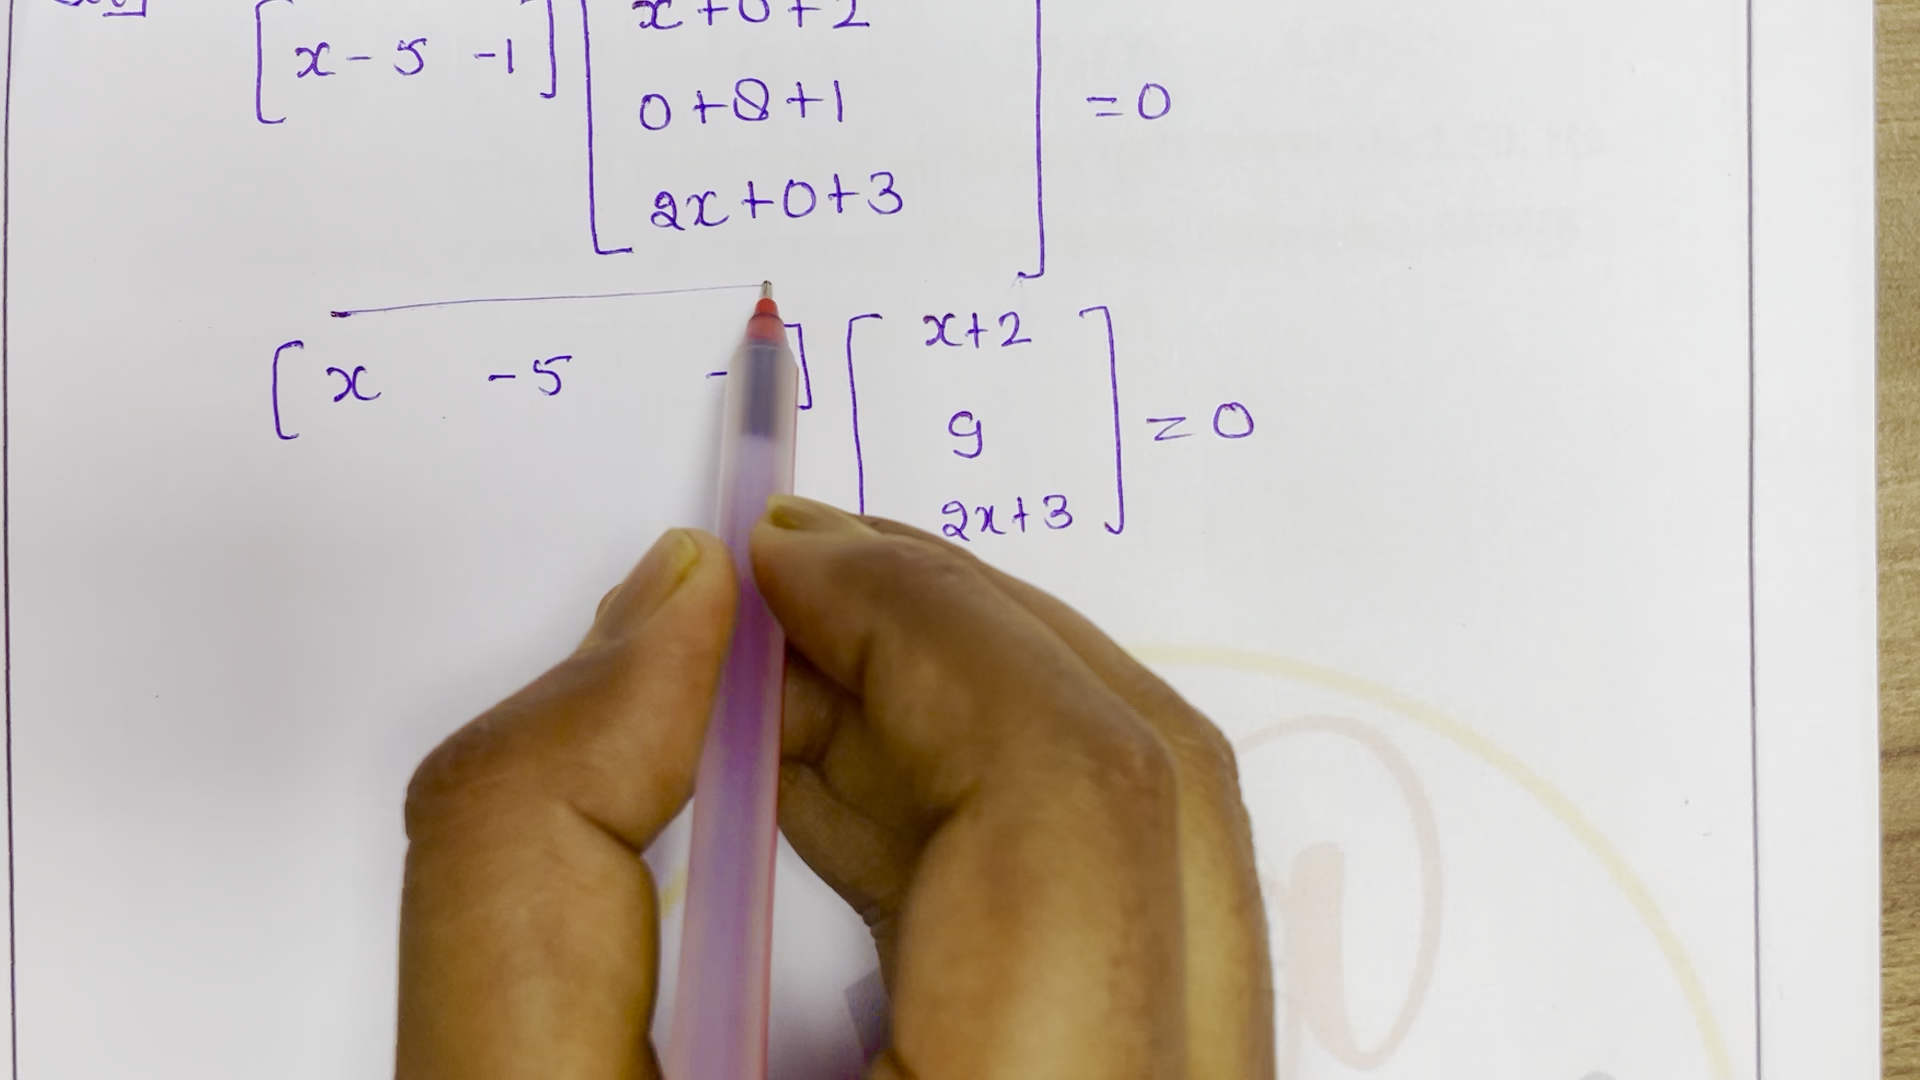 x+0+2
[x-5 -1] 0+8+1 =0
2x+0+3
x+2
[x -5 -] 9 = 0
2x+3